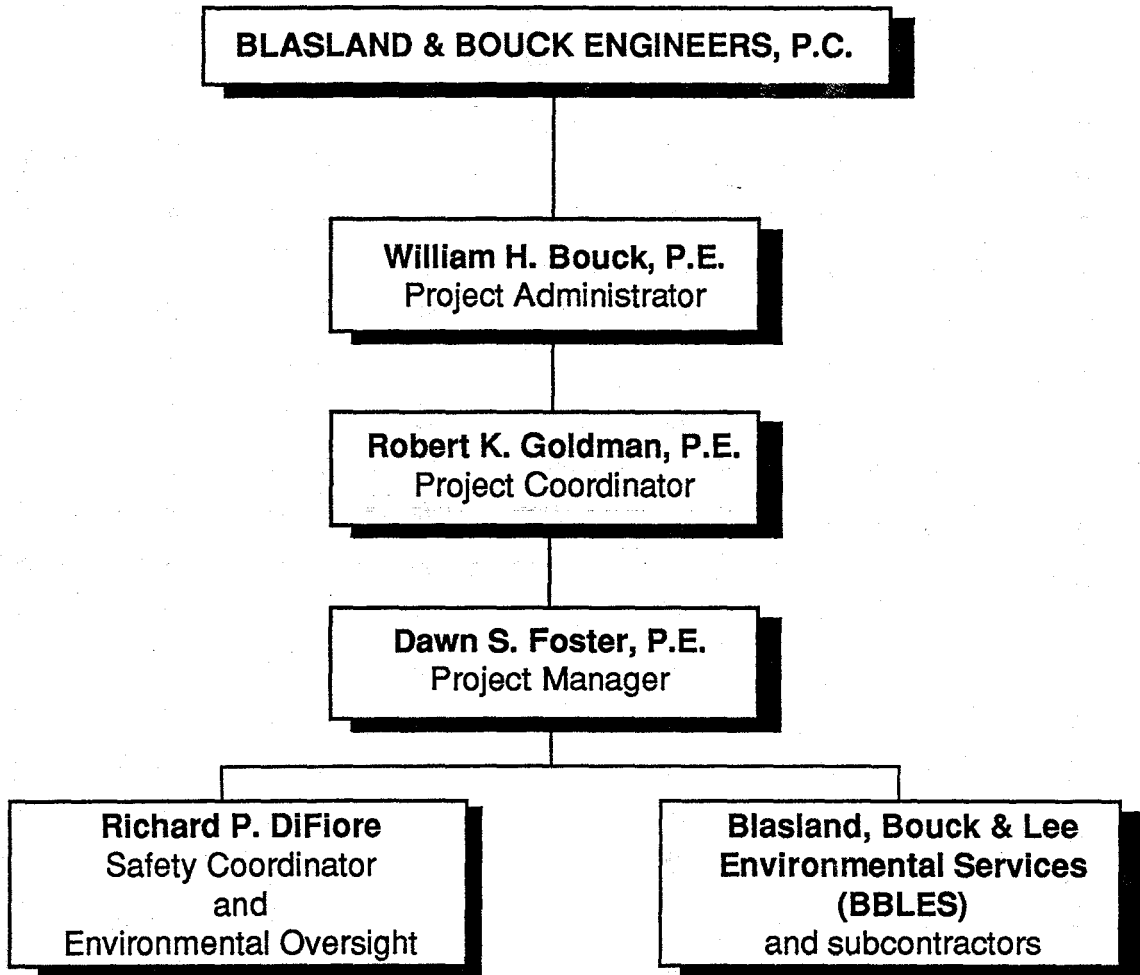 BLASLAND & BOUCK ENGINEERS, P.C.
William H. Bouck, P.E.
Project Administrator
Robert K. Goldman, P.E.
Project Coordinator
Dawn S. Foster, P.E.
Project Manager
Richard P. DiFiore
Safety Coordinator
and
Environmental Oversight
Blasland, Bouck & Lee
Environmental Services
(BBLES)
and subcontractors